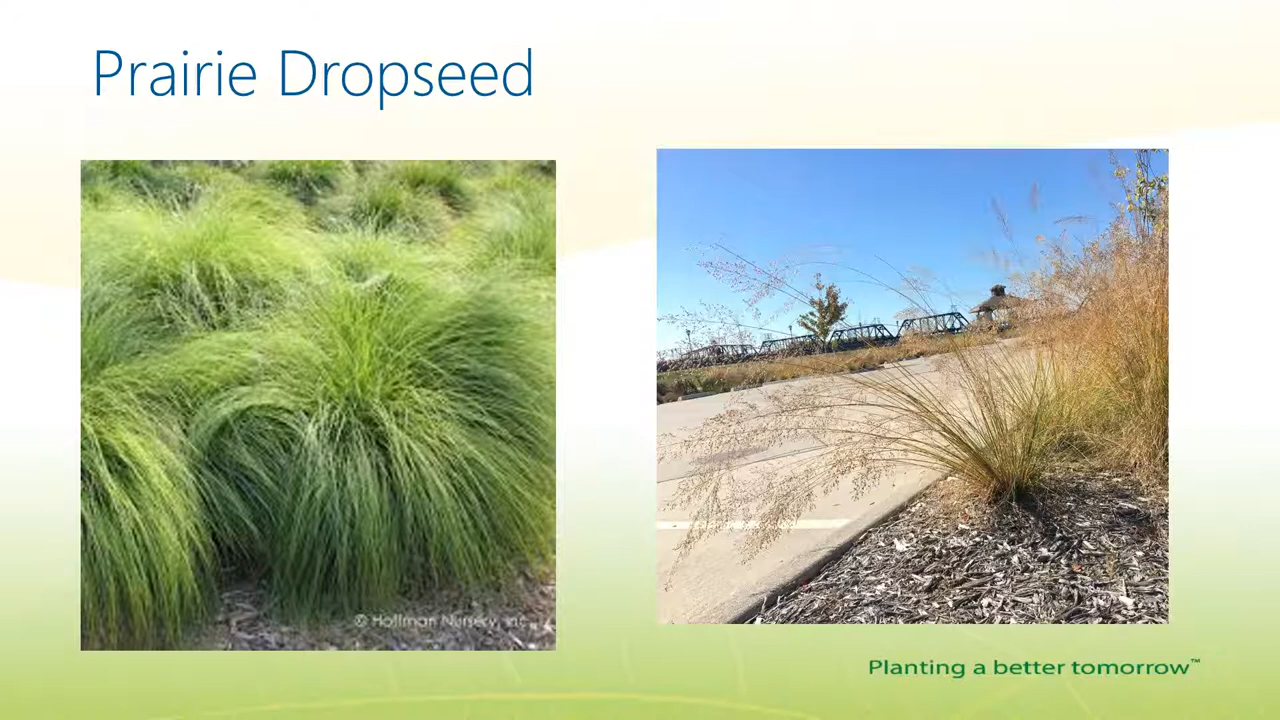 Prairie Dropseed
© Hoffman Nursery, Inc.
Planting a better tomorrow™